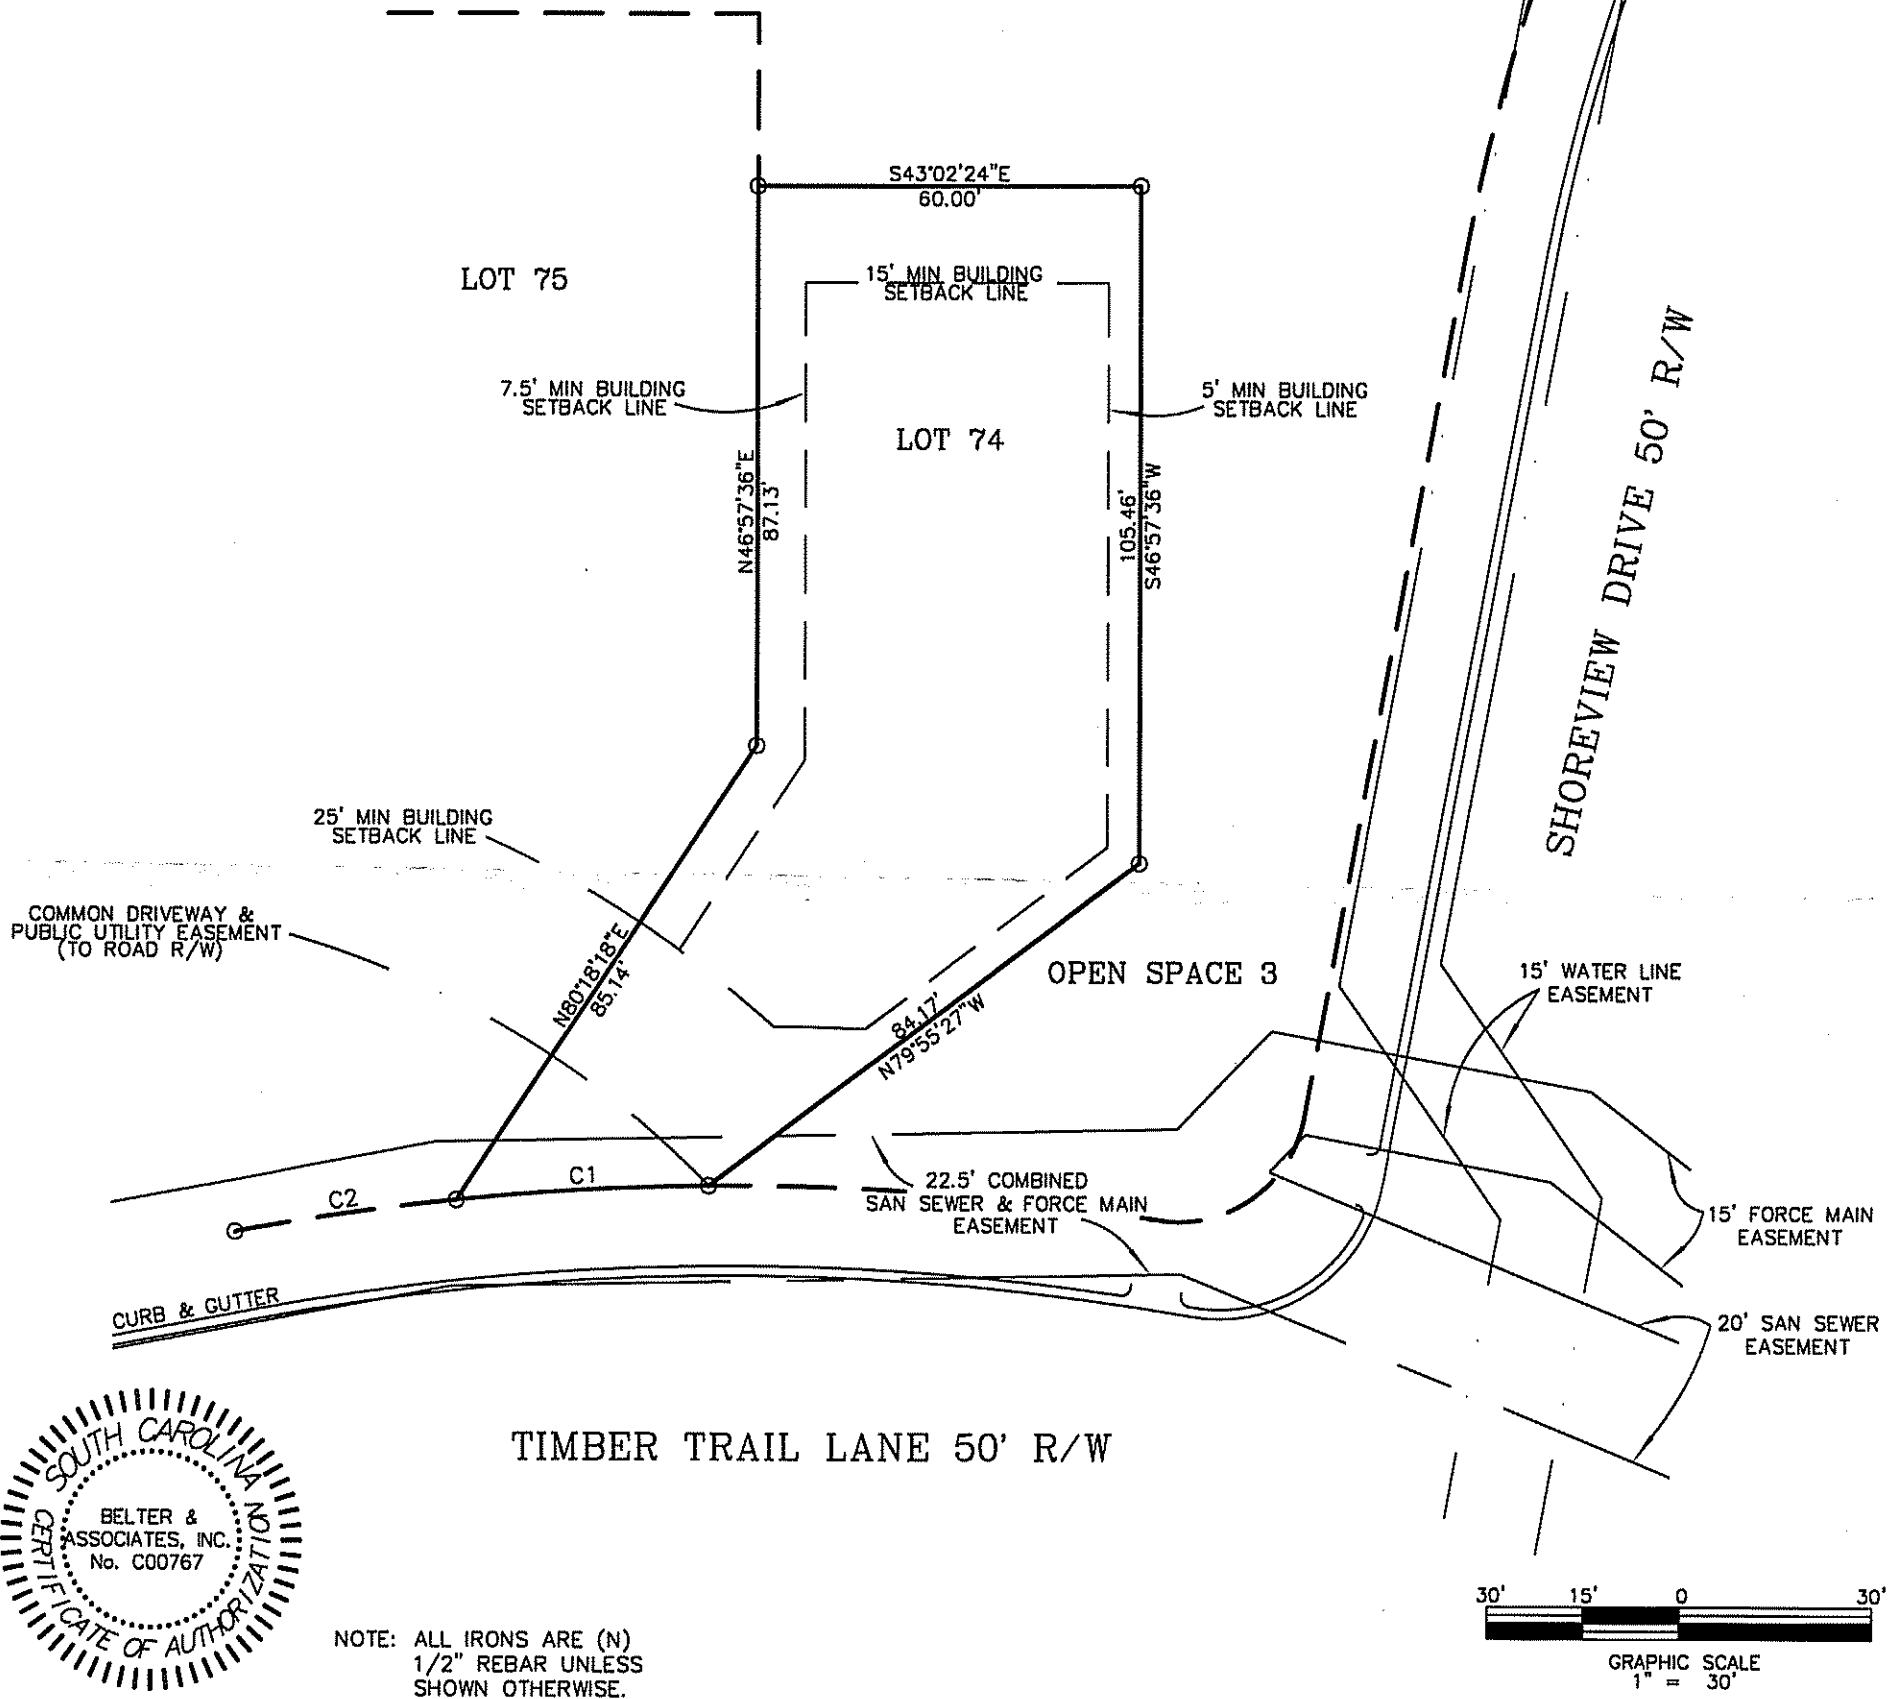 S43°02'24"E
60.00'
LOT 75
15' MIN BUILDING
SETBACK LINE
7.5' MIN BUILDING
SETBACK LINE
5' MIN BUILDING
SETBACK LINE
LOT 74
N46°57'36"E
87.13'
105.46'
S46°57'36"W
SHOREVIEW DRIVE 50' R/W
25' MIN BUILDING
SETBACK LINE
COMMON DRIVEWAY &
PUBLIC UTILITY EASEMENT
(TO ROAD R/W)
N80°18'18"E
85.14'
OPEN SPACE 3
84.17'
N79°55'27"W
15' WATER LINE
EASEMENT
C1
C2
22.5' COMBINED
SAN SEWER & FORCE MAIN
EASEMENT
15' FORCE MAIN
EASEMENT
CURB & GUTTER
20' SAN SEWER
EASEMENT
TIMBER TRAIL LANE 50' R/W
SOUTH CAROLINA
CERTIFICATE OF AUTHORIZATION
BELTER &
ASSOCIATES, INC.
No. C00767
NOTE: ALL IRONS ARE (N)
1/2" REBAR UNLESS
SHOWN OTHERWISE.
30' 15' 0 30'
GRAPHIC SCALE
1" = 30'